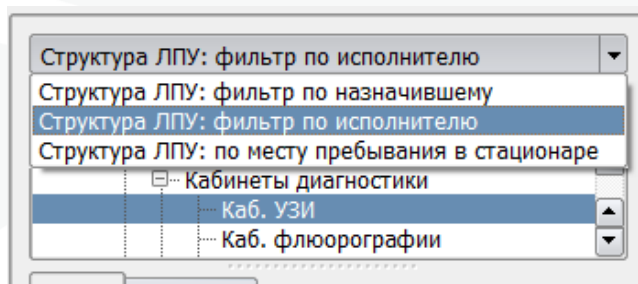 Структура ЛПУ: фильтр по исполнителю
Структура ЛПУ: фильтр по назначившему
Структура ЛПУ: фильтр по исполнителю
Структура ЛПУ: по месту пребывания в стационаре
Кабинеты диагностики
Каб. УЗИ
Каб. флюорографии